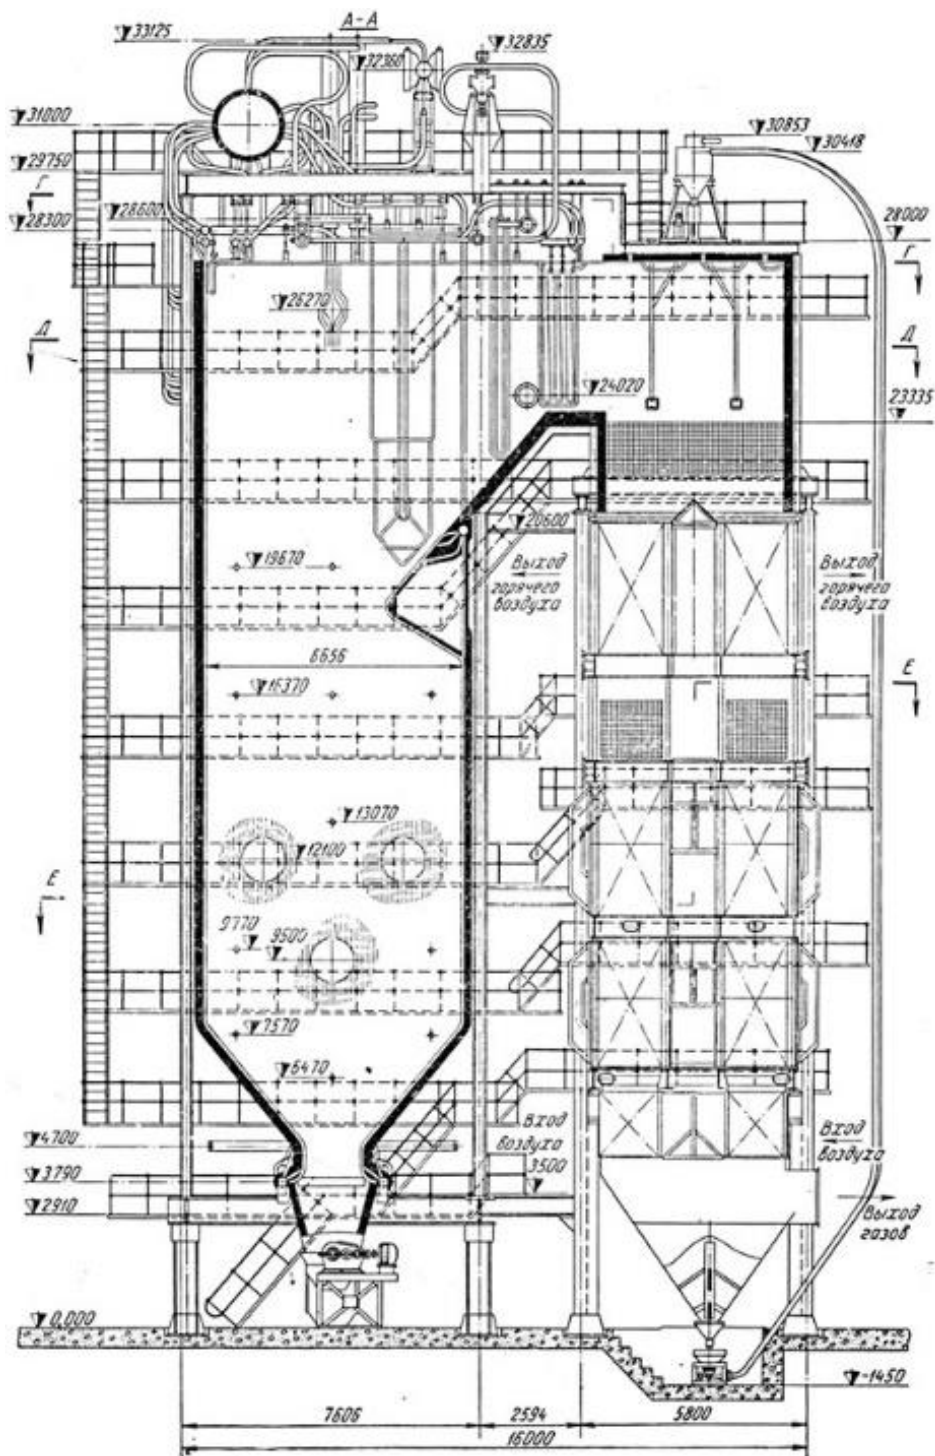 А-А
33125
32835
32360
31000
30853
30418
29750
Г
28600
28300
28000
Г
26270
Д
Д
24020
23335
20600
19670
Выход
горячего
воздуха
Выход
горячего
воздуха
6656
Е
16370
13070
12100
Е
9770
9500
7570
6470
4700
Вход
воздуха
Вход
воздуха
3790
3500
2910
Выход
газов
0,000
-1450
7606
2594
5800
16000